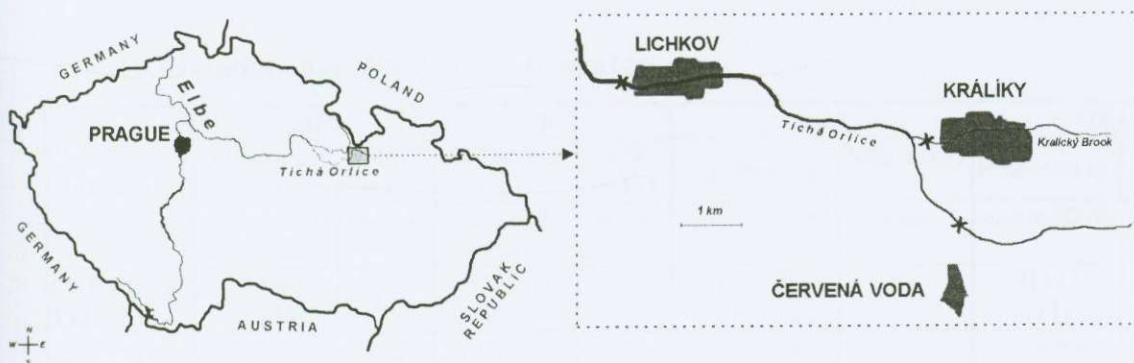 GERMANY
POLAND
Elbe
PRAGUE
Tichá Orlice
GERMANY
AUSTRIA
SLOVAK
REPUBLIC
N
W E
S
LICHKOV
KRÁLÍKY
Tichá Orlice
Kralický Brook
1 km
ČERVENÁ VODA